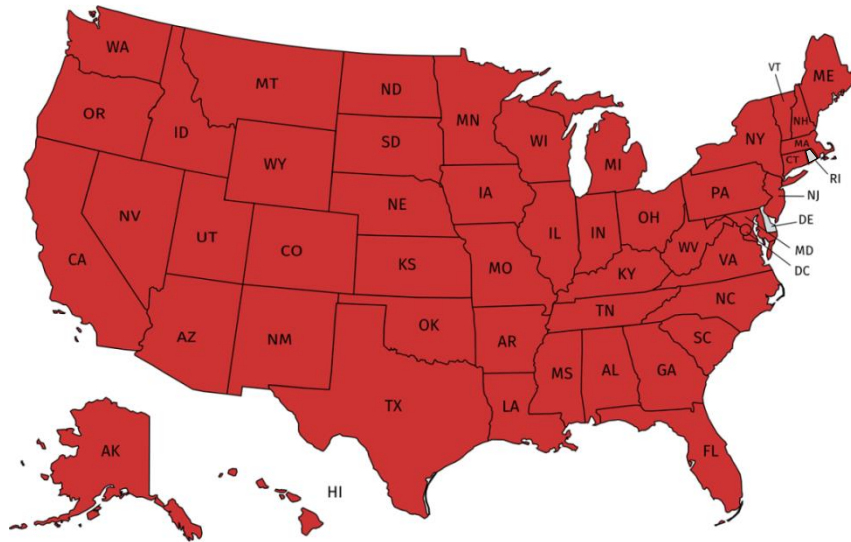 WA
MT
ND
MN
VT
ME
OR
ID
SD
WI
MI
NY
NH
MA
CT
RI
WY
IA
PA
NJ
NE
NV
UT
CO
IL
IN
OH
DE
MD
DC
CA
KS
MO
WV
VA
KY
NC
TN
AZ
NM
OK
AR
SC
MS
AL
GA
TX
LA
FL
AK
HI